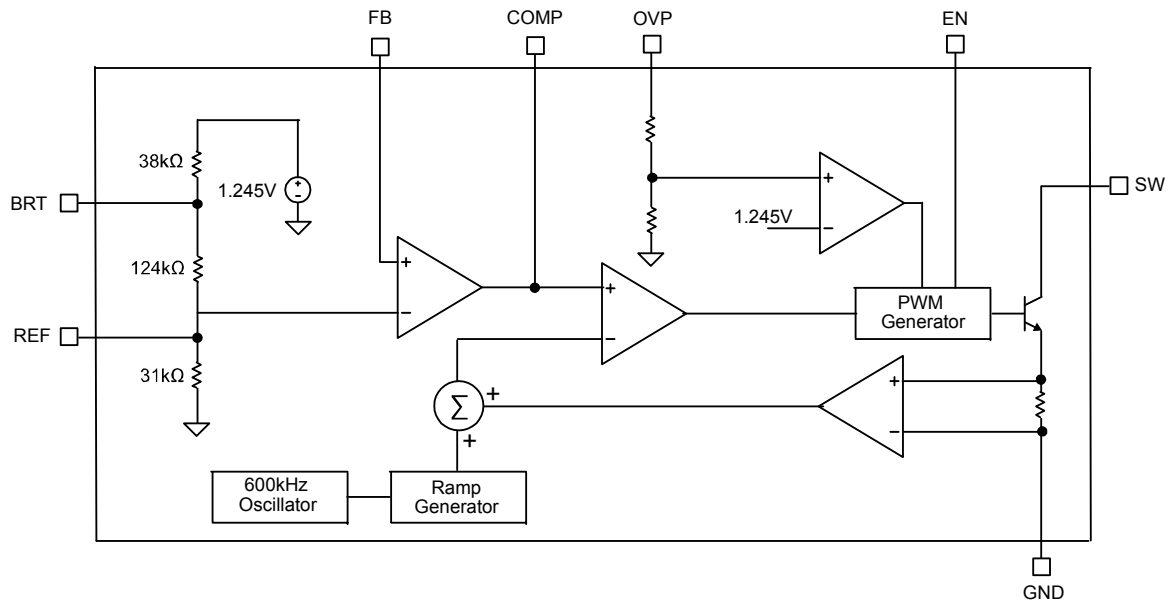 FB
COMP
OVP
EN
38kΩ
1.245V
+
−
BRT
+
−
1.245V
SW
124kΩ
+
−
+
−
PWM
Generator
REF
31kΩ
Σ
+
+
+
−
600kHz
Oscillator
Ramp
Generator
GND